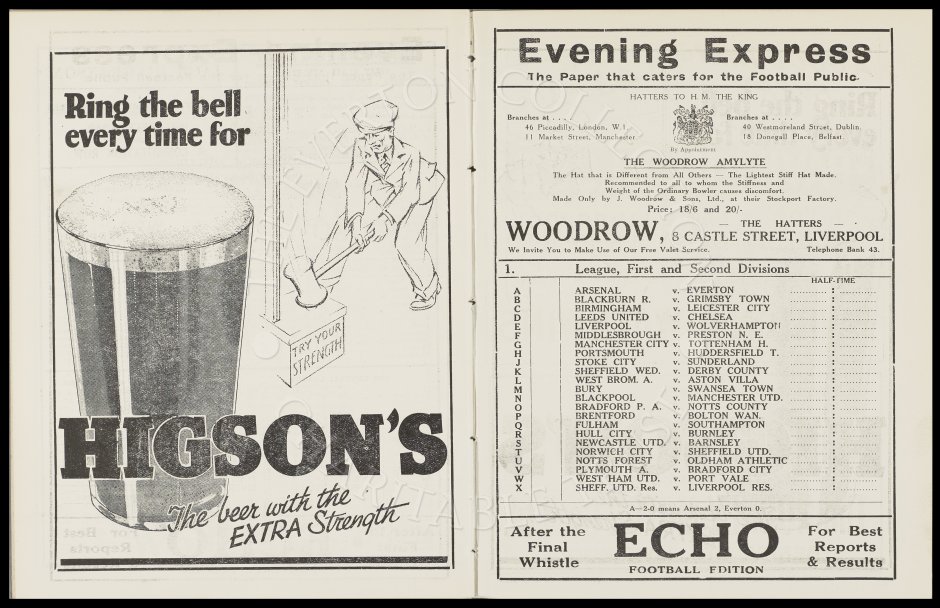 Ring the bell
every time for
TRY YOUR
STRENGTH
HIGSON'S
The beer with the
EXTRA Strength
Evening Express
The Paper that caters for the Football Public.
HATTERS TO H. M. THE KING
Branches at . . . .
46 Piccadilly, London, W.1.
11 Market Street, Manchester.
By Appointment
Branches at . . . .
40 Westmoreland Street, Dublin.
18 Donegall Place, Belfast.
THE WOODROW AMYLYTE
The Hat that is Different from All Others — The Lightest Stiff Hat Made.
Recommended to all to whom the Stiffness and
Weight of the Ordinary Bowler causes discomfort.
Made Only by J. Woodrow & Sons, Ltd., at their Stockport Factory.
Price: 18/6 and 20/-
WOODROW, — THE HATTERS -
8 CASTLE STREET, LIVERPOOL
We Invite You to Make Use of Our Free Valet Service. Telephone Bank 43.
1. League, First and Second Divisions
HALF-TIME
A ARSENAL v. EVERTON
B BLACKBURN R. v. GRIMSBY TOWN
C BIRMINGHAM v. LEICESTER CITY
D LEEDS UNITED v. CHELSEA
E LIVERPOOL v. WOLVERHAMPTON
F MIDDLESBROUGH v. PRESTON N. E.
G MANCHESTER CITY v. TOTTENHAM H.
H PORTSMOUTH v. HUDDERSFIELD T.
J STOKE CITY v. SUNDERLAND
K SHEFFIELD WED. v. DERBY COUNTY
L WEST BROM. A. v. ASTON VILLA
M BURY v. SWANSEA TOWN
N BLACKPOOL v. MANCHESTER UTD.
O BRADFORD P. A. v. NOTTS COUNTY
P BRENTFORD v. BOLTON WAN.
Q FULHAM v. SOUTHAMPTON
R HULL CITY v. BURNLEY
S NEWCASTLE UTD. v. BARNSLEY
T NORWICH CITY v. SHEFFIELD UTD.
U NOTTS FOREST v. OLDHAM ATHLETIC
V PLYMOUTH A. v. BRADFORD CITY
W WEST HAM UTD. v. PORT VALE
X SHEFF. UTD. Res. v. LIVERPOOL RES.
A—2-0 means Arsenal 2, Everton 0.
After the
Final
Whistle
ECHO
FOOTBALL EDITION
For Best
Reports
& Results